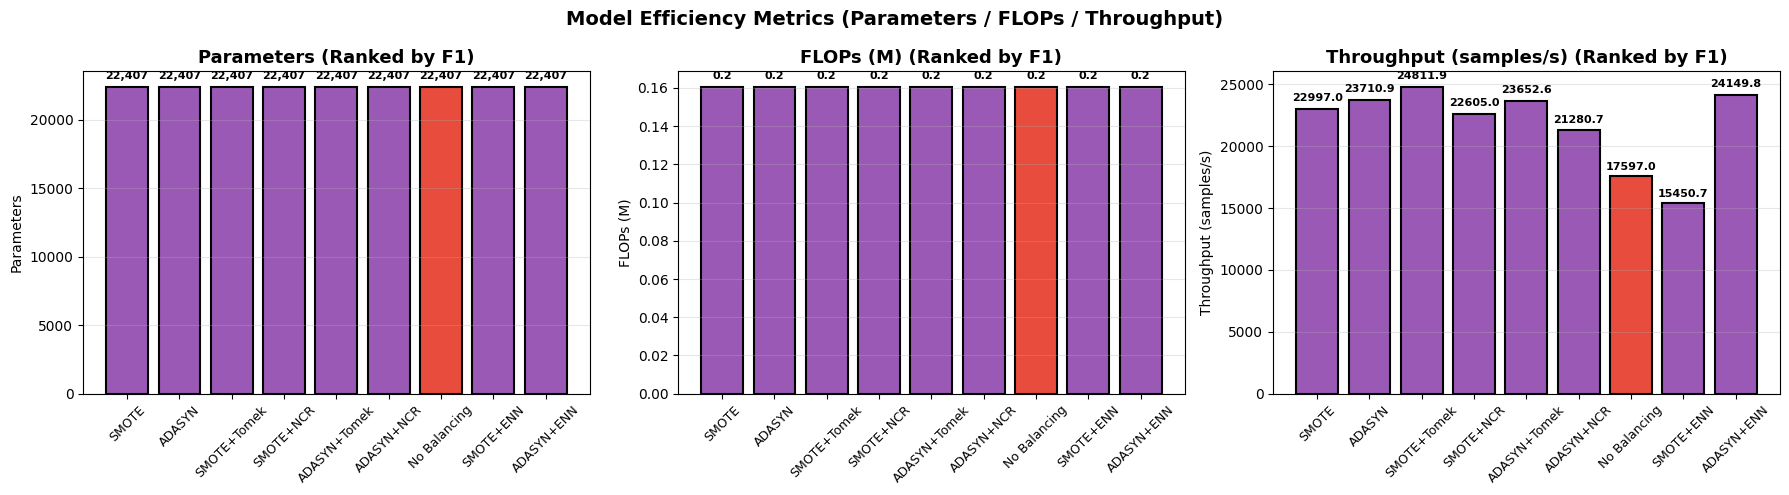 Model Efficiency Metrics (Parameters / FLOPs / Throughput)
Parameters (Ranked by F1)
22,407 22,407 22,407 22,407 22,407 22,407 22,407 22,407 22,407
20000
15000
10000
5000
0
Parameters
SMOTE
ADASYN
SMOTE+Tomek
SMOTE+NCR
ADASYN+Tomek
ADASYN+NCR
No Balancing
SMOTE+ENN
ADASYN+ENN
FLOPs (M) (Ranked by F1)
0.2 0.2 0.2 0.2 0.2 0.2 0.2 0.2 0.2
0.16
0.14
0.12
0.10
0.08
0.06
0.04
0.02
0.00
FLOPs (M)
SMOTE
ADASYN
SMOTE+Tomek
SMOTE+NCR
ADASYN+Tomek
ADASYN+NCR
No Balancing
SMOTE+ENN
ADASYN+ENN
Throughput (samples/s) (Ranked by F1)
22997.0
23710.9
24811.9
22605.0
23652.6
21280.7
17597.0
15450.7
24149.8
25000
20000
15000
10000
5000
0
Throughput (samples/s)
SMOTE
ADASYN
SMOTE+Tomek
SMOTE+NCR
ADASYN+Tomek
ADASYN+NCR
No Balancing
SMOTE+ENN
ADASYN+ENN